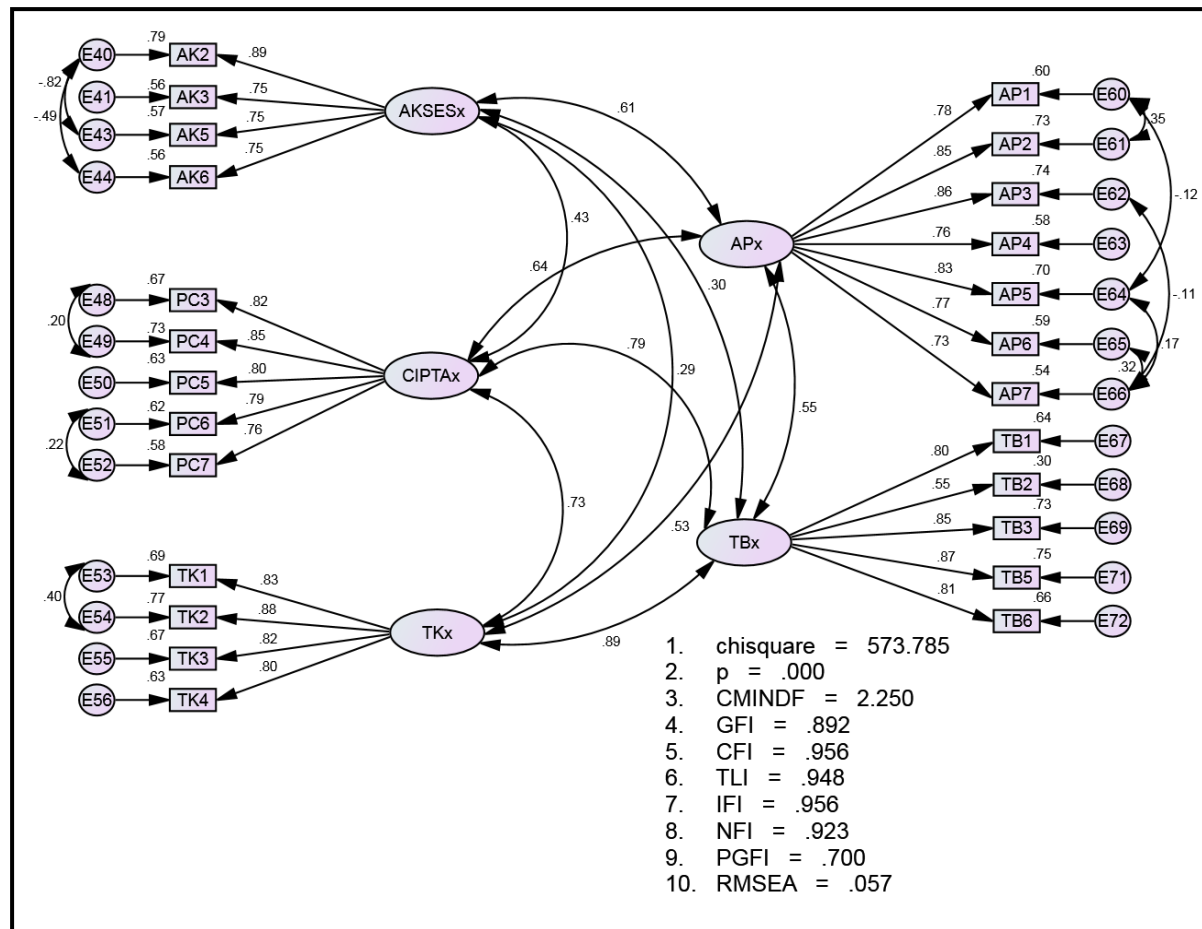 E40
.79
AK2
.89
-.82
E41
.56
AK3
.75
-.49
E43
.57
AK5
.75
E44
.56
AK6
.75
AKSESx
E48
.67
PC3
.82
.20
E49
.73
PC4
.85
E50
.63
PC5
.80
E51
.62
PC6
.79
.22
E52
.58
PC7
.76
CIPTAx
E53
.69
TK1
.83
.40
E54
.77
TK2
.88
E55
.67
TK3
.82
E56
.63
TK4
.80
TKx
.61
.43
.64
.30
.29
.79
.55
.73
.53
.89
APx
.78
AP1
.60
E60
.35
.85
AP2
.73
E61
.86
AP3
.74
E62
-.12
.76
AP4
.58
E63
.83
AP5
.70
E64
-.11
.77
AP6
.59
E65
.17
.32
.73
AP7
.54
E66
TBx
.80
TB1
.64
E67
.55
TB2
.30
E68
.85
TB3
.73
E69
.87
TB5
.75
E71
.81
TB6
.66
E72
1. chisquare = 573.785
2. p = .000
3. CMINDF = 2.250
4. GFI = .892
5. CFI = .956
6. TLI = .948
7. IFI = .956
8. NFI = .923
9. PGFI = .700
10. RMSEA = .057